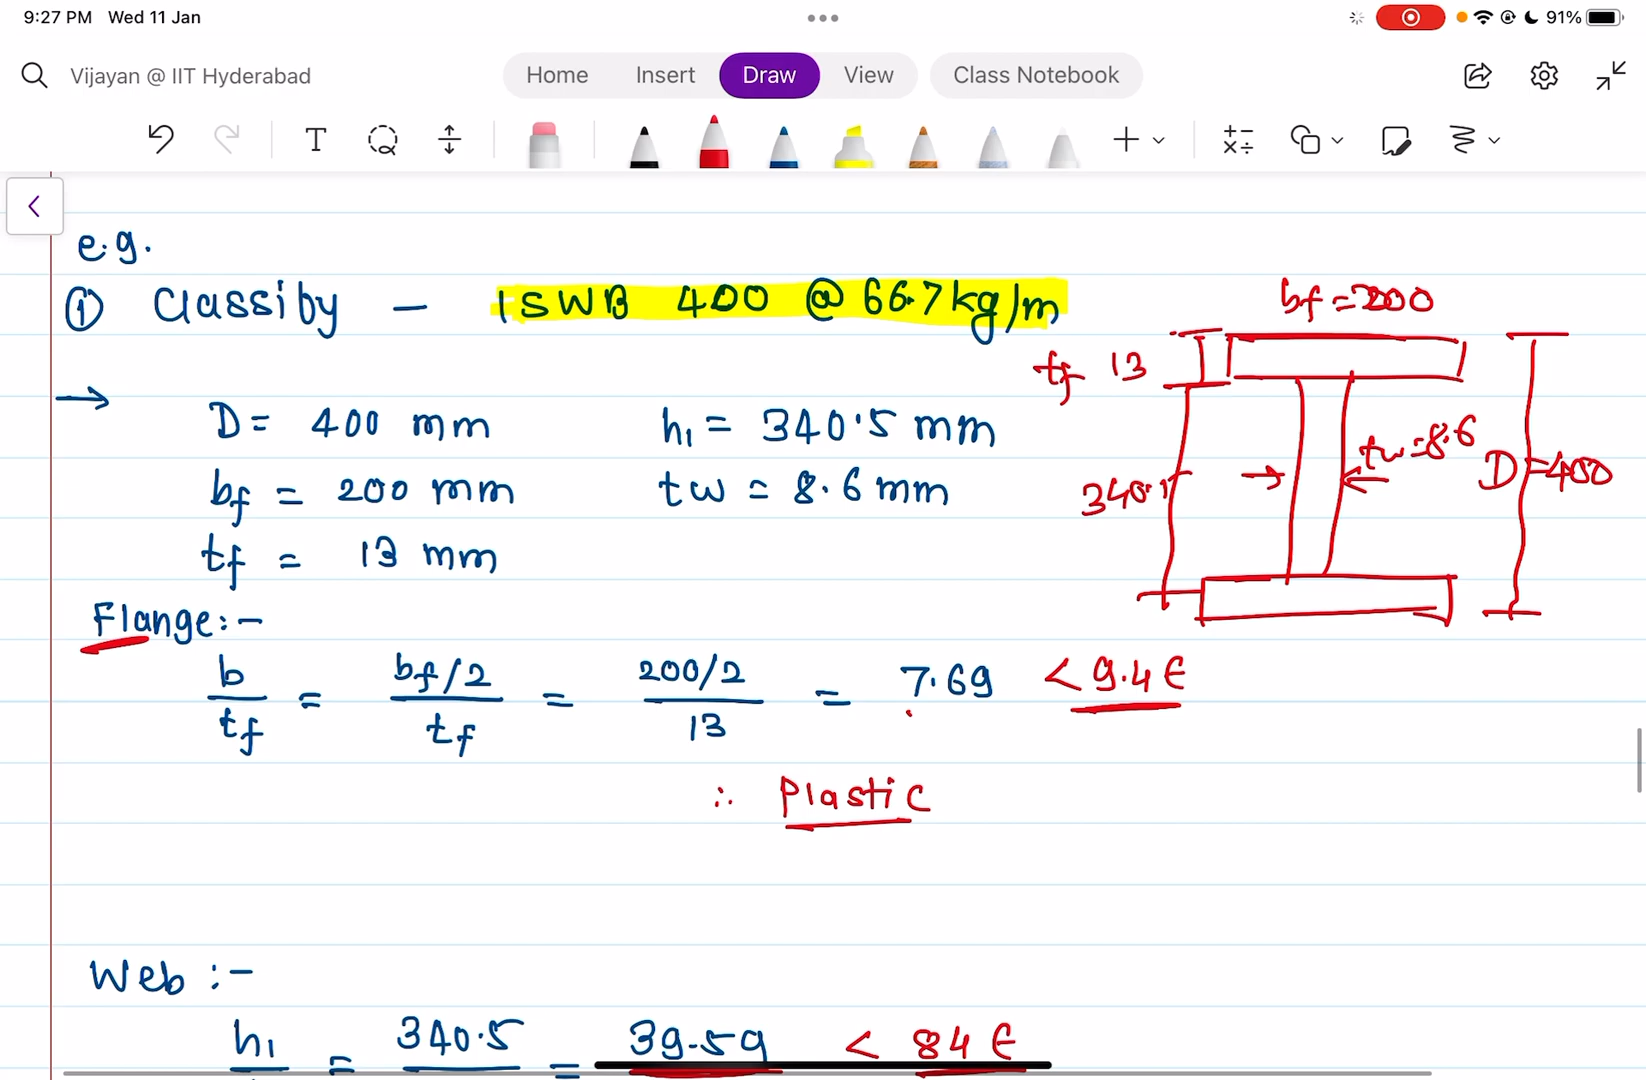 9:27 PM Wed 11 Jan
91%
Vijayan @ IIT Hyderabad
Home Insert Draw View Class Notebook
T
e.g.
① Classiby - ISWB 400 @ 66.7 kg/m
bf = 200
tf 13
→ D = 400 mm h₁ = 340.5 mm
tw = 8.6
D = 400
bf = 200 mm tw = 8.6 mm
340.
tf = 13 mm
Flange:-
b/tf = bf/2 / tf = 200/2 / 13 = 7.69 < 9.4 ϵ
∴ Plastic
Web :-
h₁ = 340.5 = 39.59 < 84 ϵ